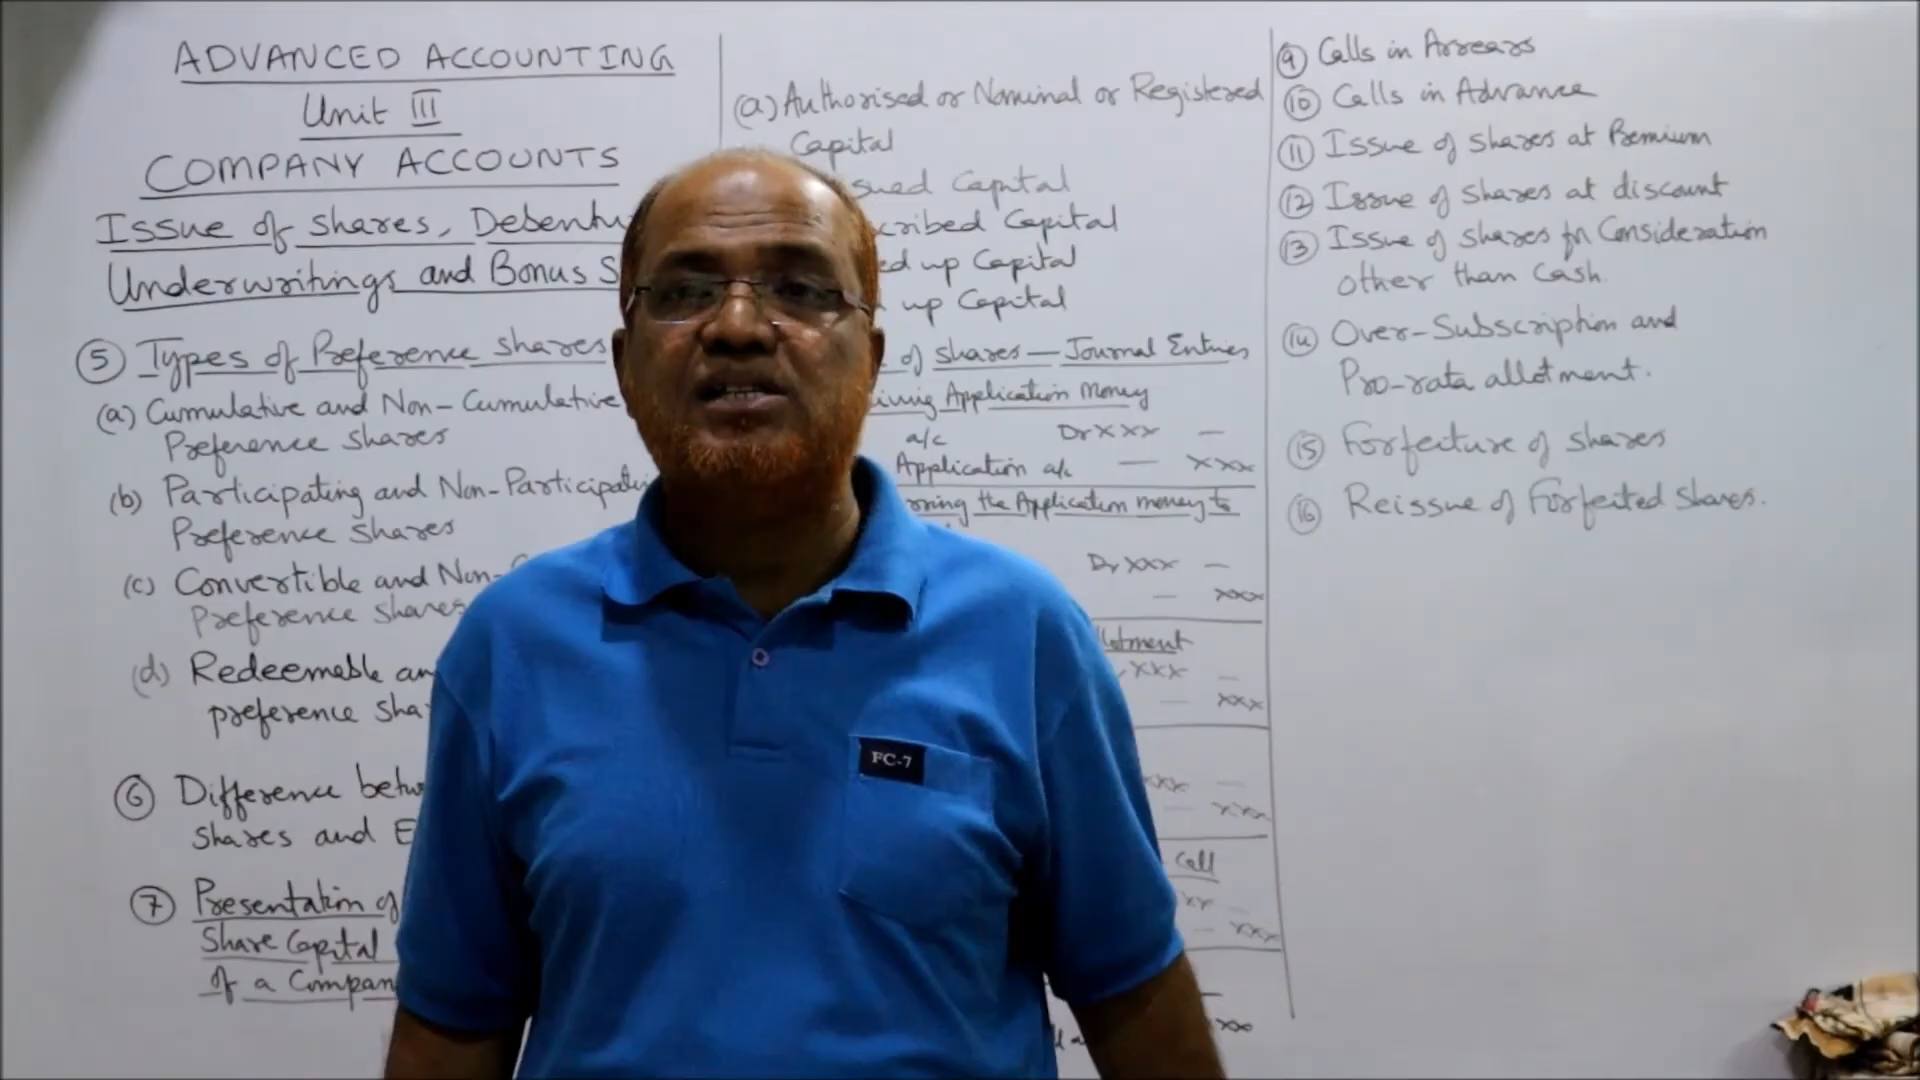 ADVANCED ACCOUNTING
Unit III
COMPANY ACCOUNTS
Issue of shares, Debentu
Underwritings and Bonus S
5 Types of Preference shares
(a) Cumulative and Non-Cumulative
Preference shares
(b) Participating and Non-Participatin
Preference shares
(c) Convertible and Non-
Preference shares
(d) Redeemable an
preference sha
6 Difference betw
shares and E
7 Presentation of
Share Capital
of a Compan
(a) Authorised or Nominal or Registered
Capital
sued Capital
cribed Capital
ed up Capital
up Capital
of shares — Journal Entries
iving Application Money
a/c Dr xxx —
Application a/c — xxx
rning the Application money to
Dr xxx —
— xxx
llotment
xxx —
— xxx
xxx —
— xxx
Call
xx —
— xxx
xx
9 Calls in Arrears
10 Calls in Advance
11 Issue of shares at Premium
12 Issue of shares at discount
13 Issue of shares for Consideration
other than Cash.
14 Over-Subscription and
Pro-rata allotment.
15 Forfeiture of shares
16 Reissue of Forfeited shares.
FC-7